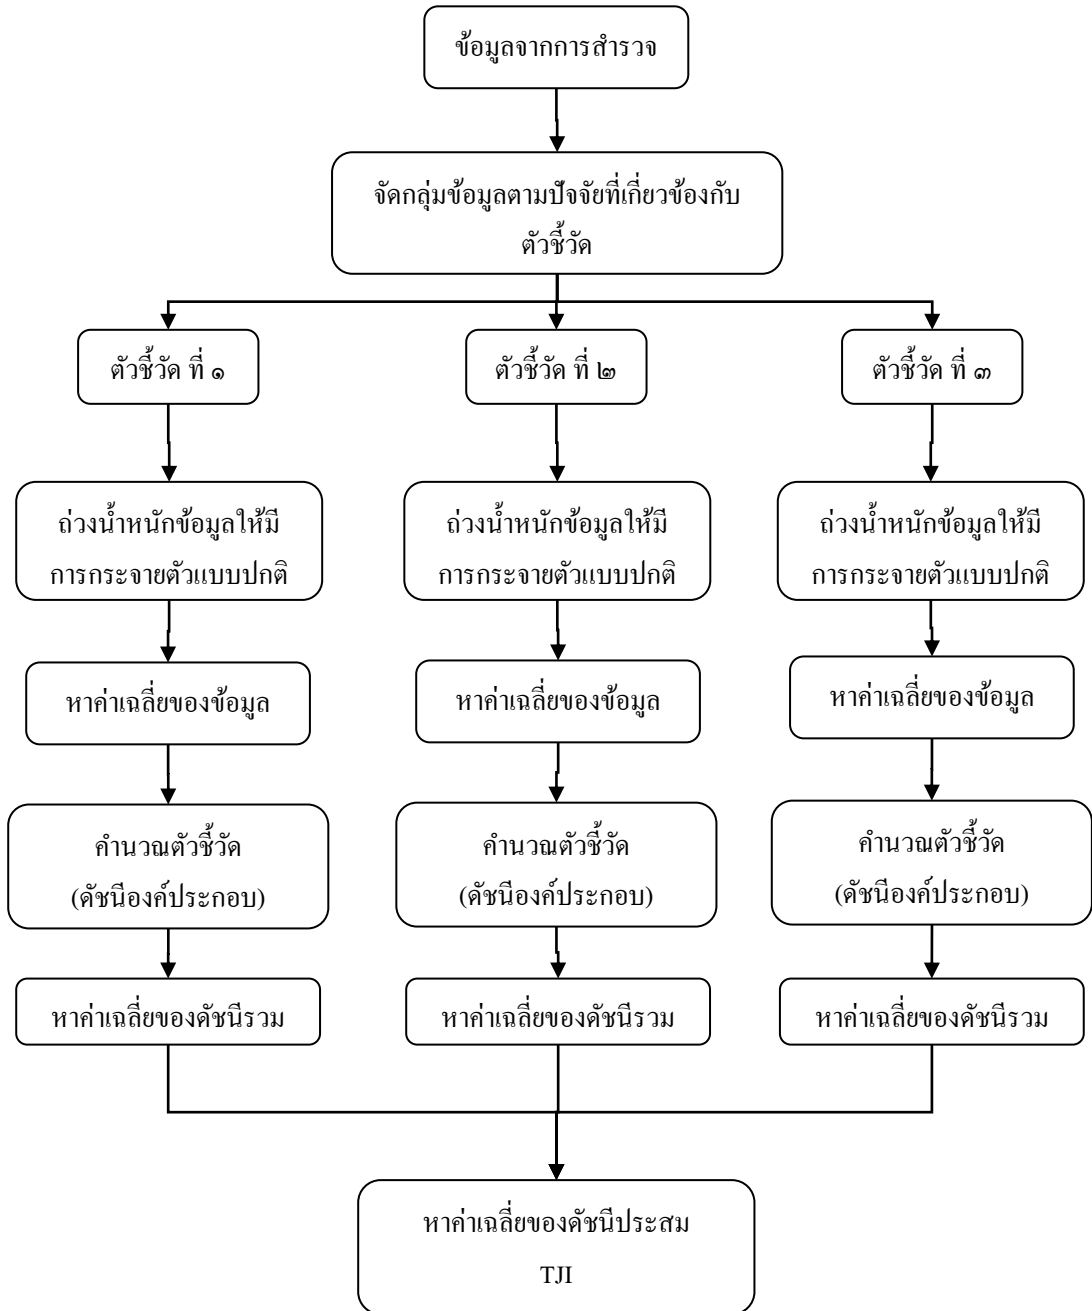 ข้อมูลจากการสำรวจ
จัดกลุ่มข้อมูลตามปัจจัยที่เกี่ยวข้องกับ
ตัวชี้วัด
ตัวชี้วัด ที่ ๑
ตัวชี้วัด ที่ ๒
ตัวชี้วัด ที่ ๓
ถ่วงน้ำหนักข้อมูลให้มี
การกระจายตัวแบบปกติ
ถ่วงน้ำหนักข้อมูลให้มี
การกระจายตัวแบบปกติ
ถ่วงน้ำหนักข้อมูลให้มี
การกระจายตัวแบบปกติ
หาค่าเฉลี่ยของข้อมูล
หาค่าเฉลี่ยของข้อมูล
หาค่าเฉลี่ยของข้อมูล
คำนวณตัวชี้วัด
(ดัชนีองค์ประกอบ)
คำนวณตัวชี้วัด
(ดัชนีองค์ประกอบ)
คำนวณตัวชี้วัด
(ดัชนีองค์ประกอบ)
หาค่าเฉลี่ยของดัชนีรวม
หาค่าเฉลี่ยของดัชนีรวม
หาค่าเฉลี่ยของดัชนีรวม
หาค่าเฉลี่ยของดัชนีประสม
TJI